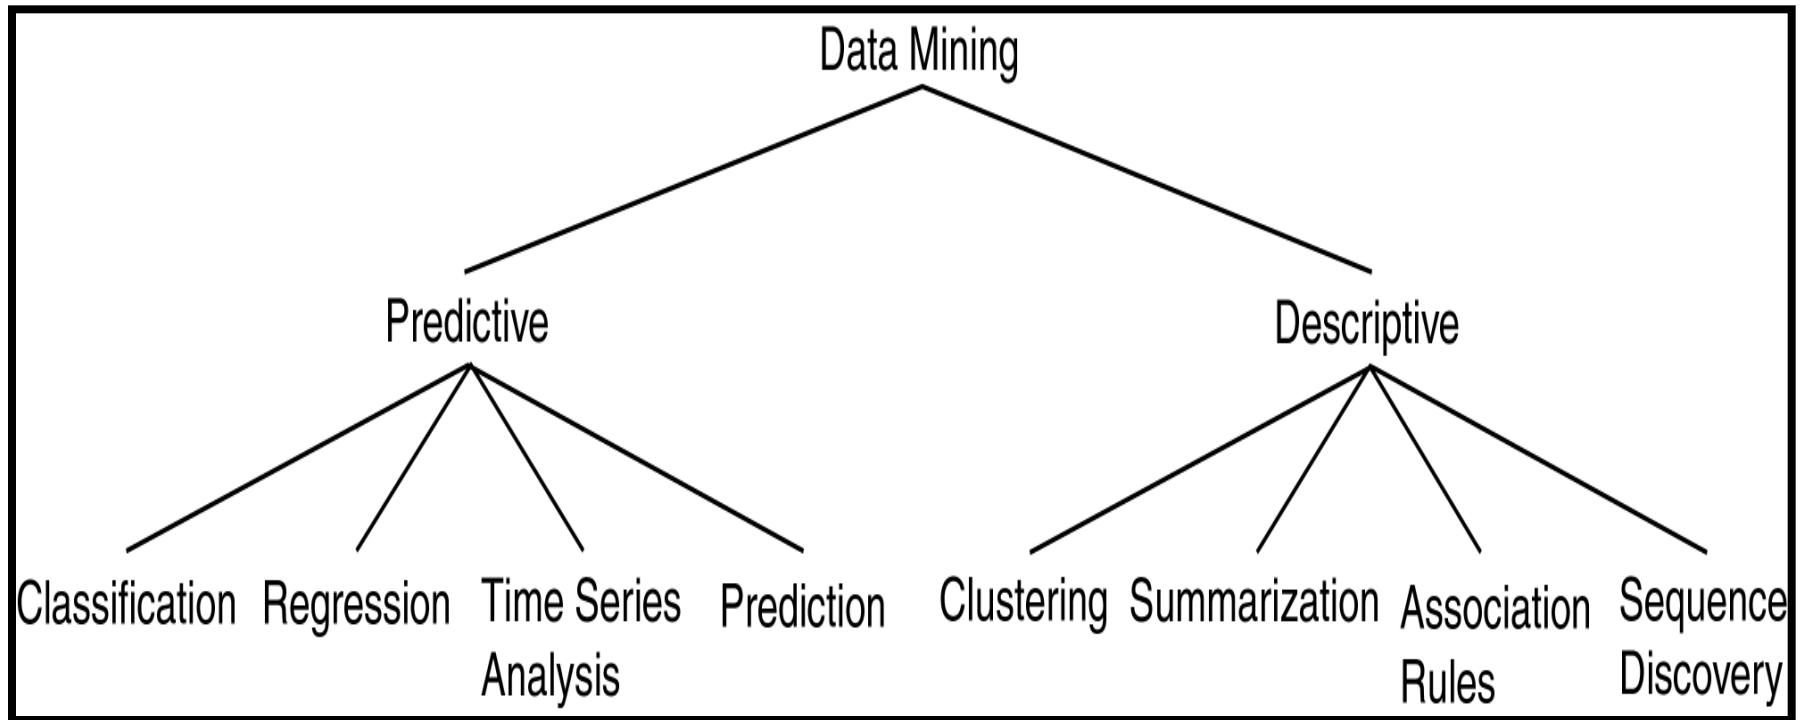 Data Mining
Predictive
Descriptive
Classification
Regression
Time Series
Analysis
Prediction
Clustering
Summarization
Association
Rules
Sequence
Discovery